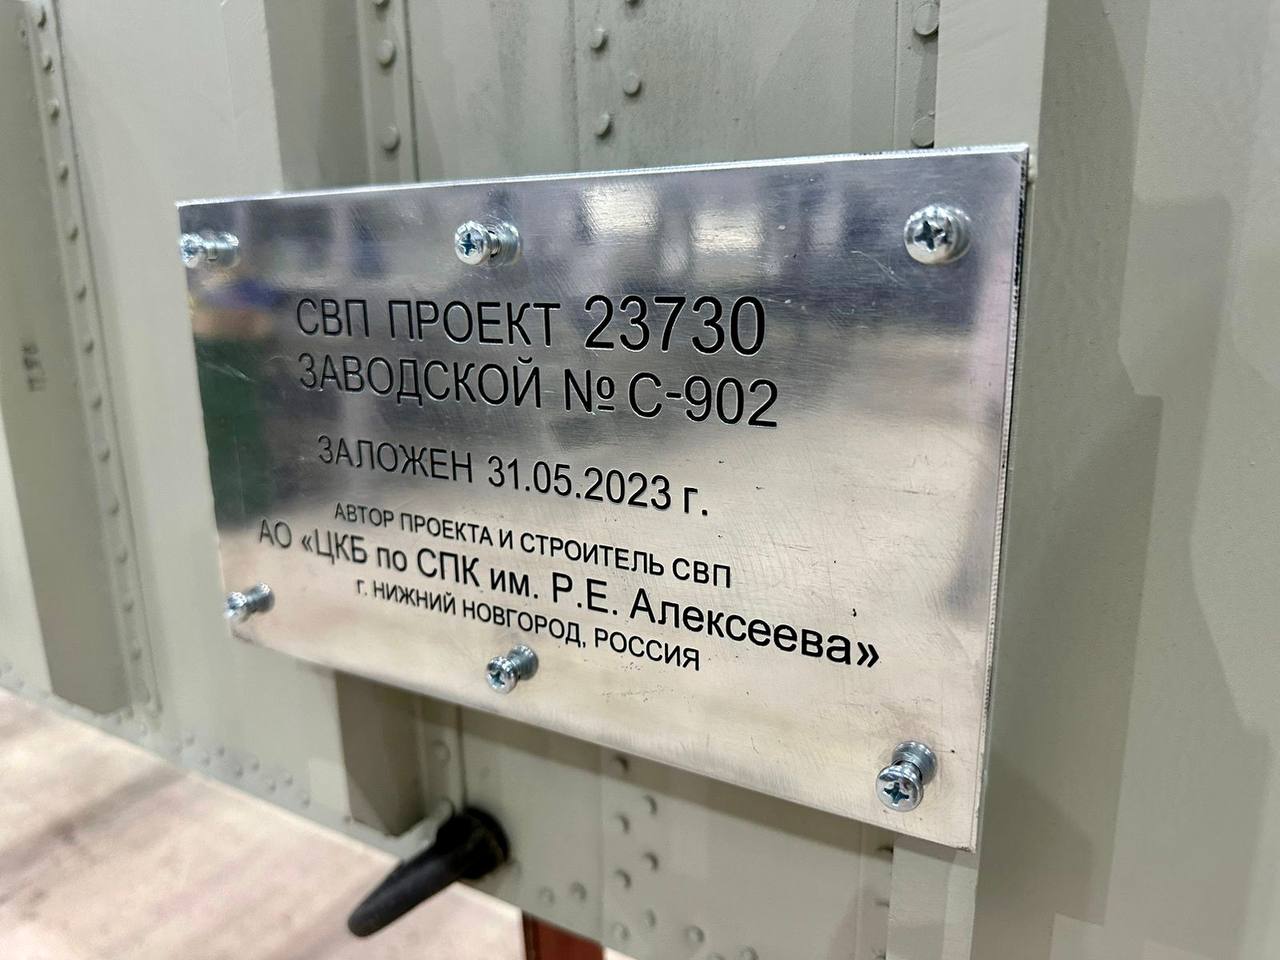 СВП ПРОЕКТ 23730
ЗАВОДСКОЙ № С-902
ЗАЛОЖЕН 31.05.2023 г.
АВТОР ПРОЕКТА И СТРОИТЕЛЬ СВП
АО «ЦКБ по СПК им. Р.Е. Алексеева»
г. НИЖНИЙ НОВГОРОД, РОССИЯ